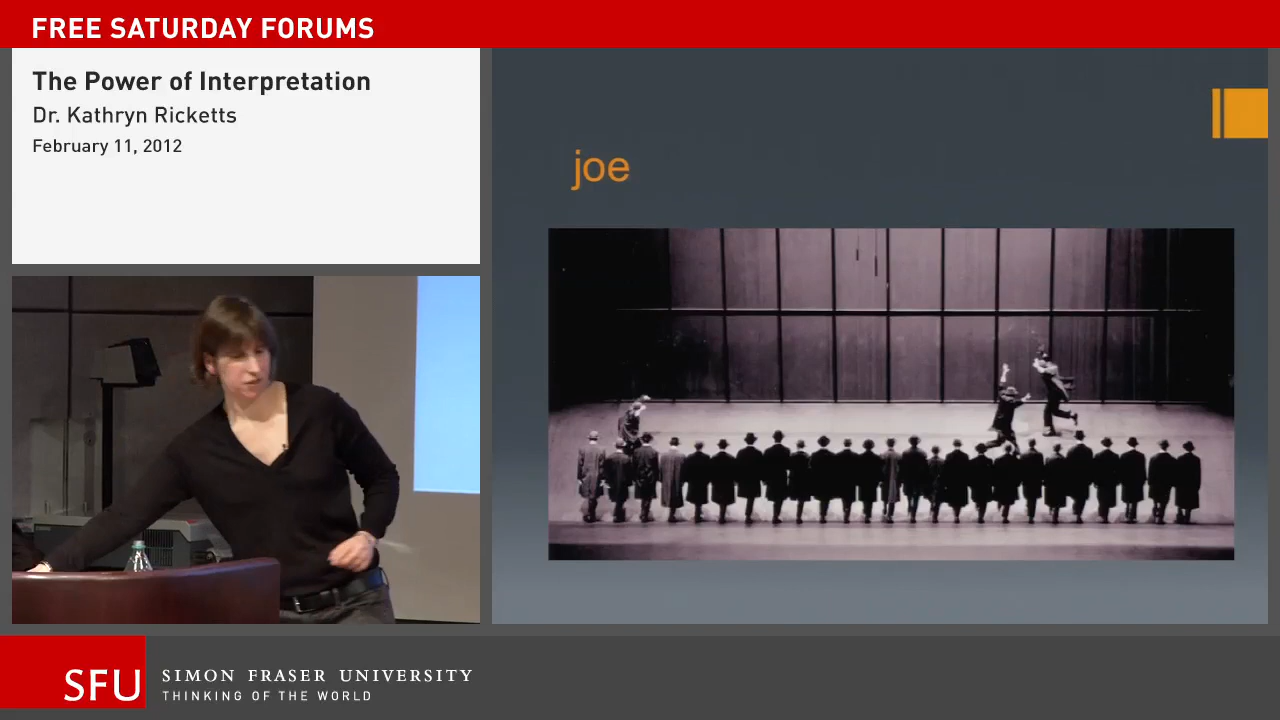 FREE SATURDAY FORUMS
The Power of Interpretation
Dr. Kathryn Ricketts
February 11, 2012
joe
SFU
SIMON FRASER UNIVERSITY
THINKING OF THE WORLD